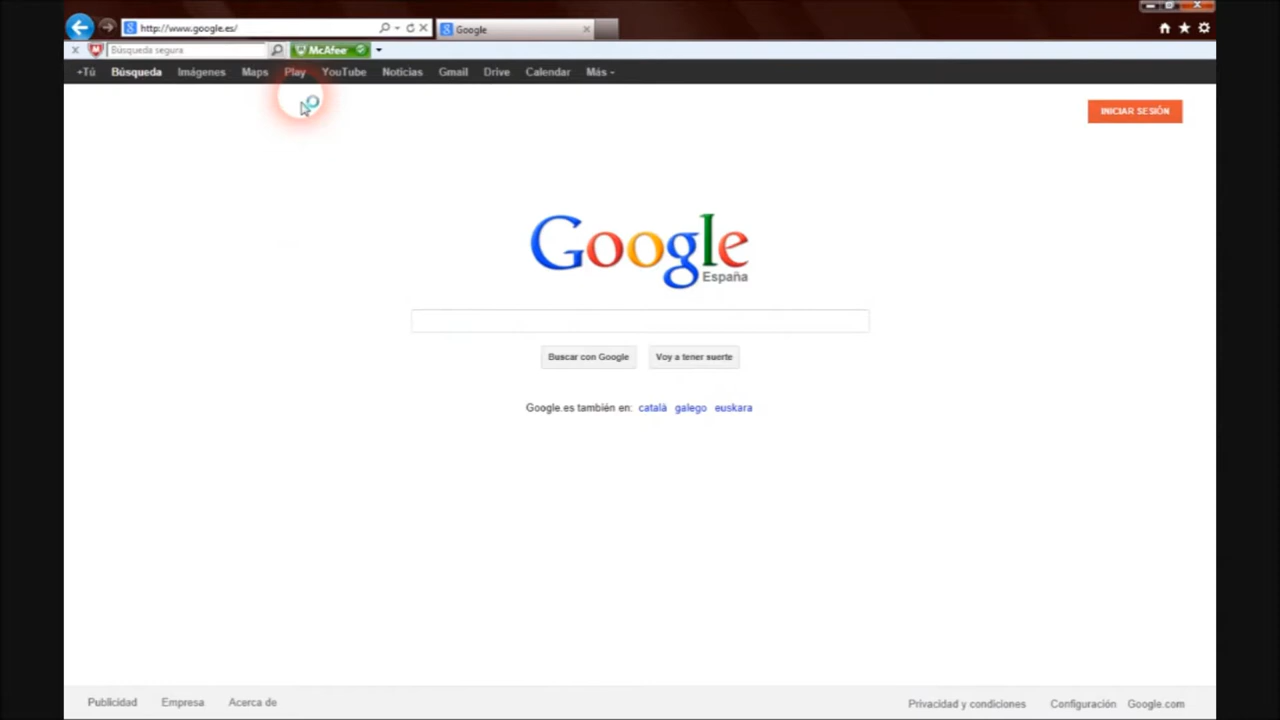 http://www.google.es/
Google
Búsqueda segura
McAfee
+Tú Búsqueda Imágenes Maps Play YouTube Noticias Gmail Drive Calendar Más
INICIAR SESIÓN
Google
España
Buscar con Google Voy a tener suerte
Google.es también en: català galego euskara
Publicidad Empresa Acerca de Privacidad y condiciones Configuración Google.com